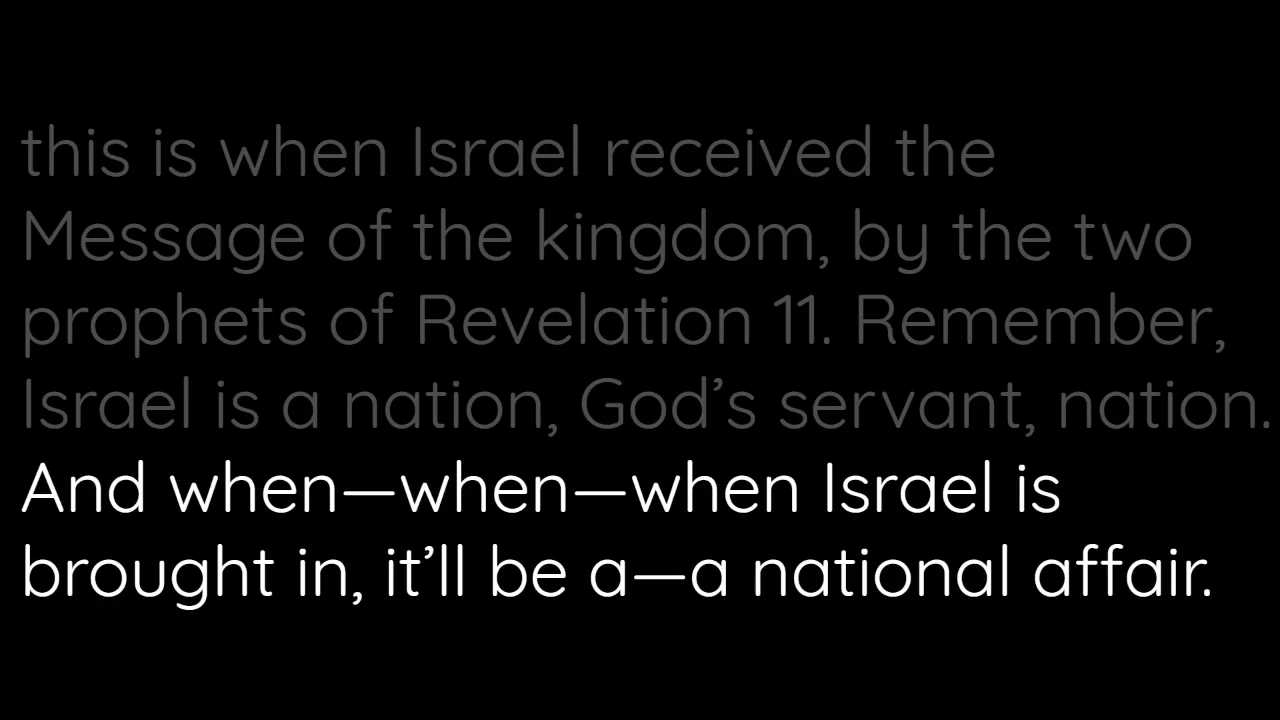 this is when Israel received the
Message of the kingdom, by the two
prophets of Revelation 11. Remember,
Israel is a nation, God’s servant, nation.
And when—when—when Israel is
brought in, it’ll be a—a national affair.